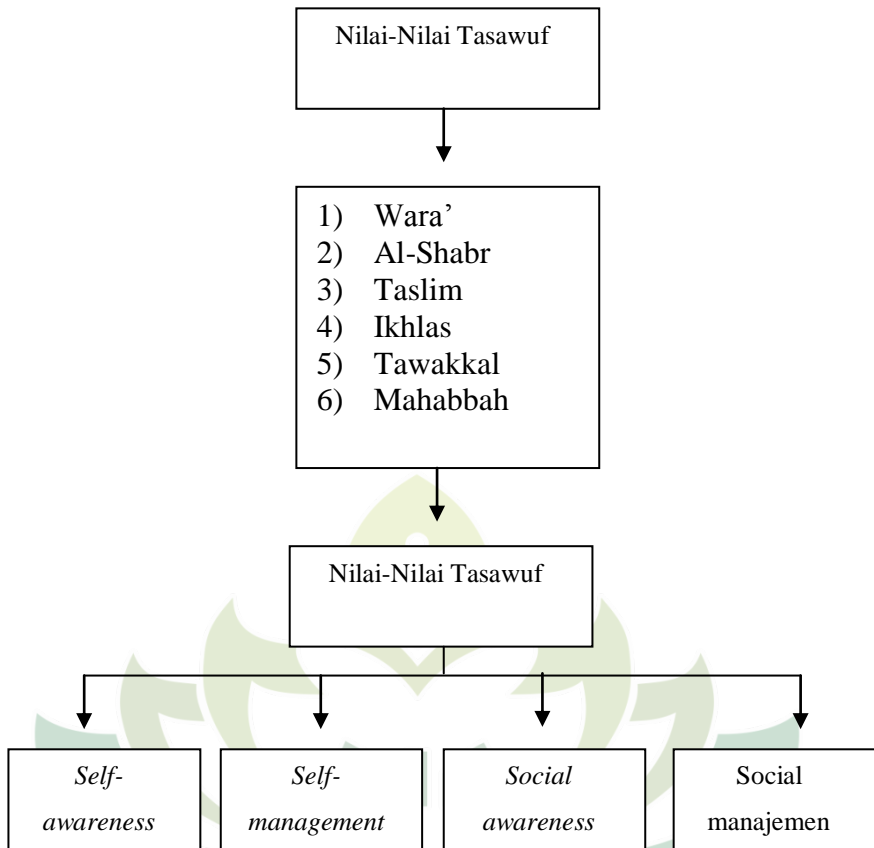 Nilai-Nilai Tasawuf
1) Wara’
2) Al-Shabr
3) Taslim
4) Ikhlas
5) Tawakkal
6) Mahabbah
Nilai-Nilai Tasawuf
Self-
awareness
Self-
management
Social
awareness
Social
manajemen